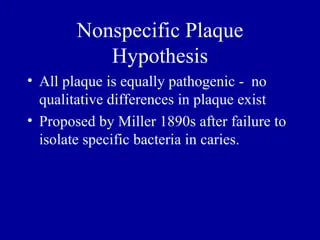 Nonspecific Plaque
Hypothesis
• All plaque is equally pathogenic - no
qualitative differences in plaque exist
• Proposed by Miller 1890s after failure to
isolate specific bacteria in caries.